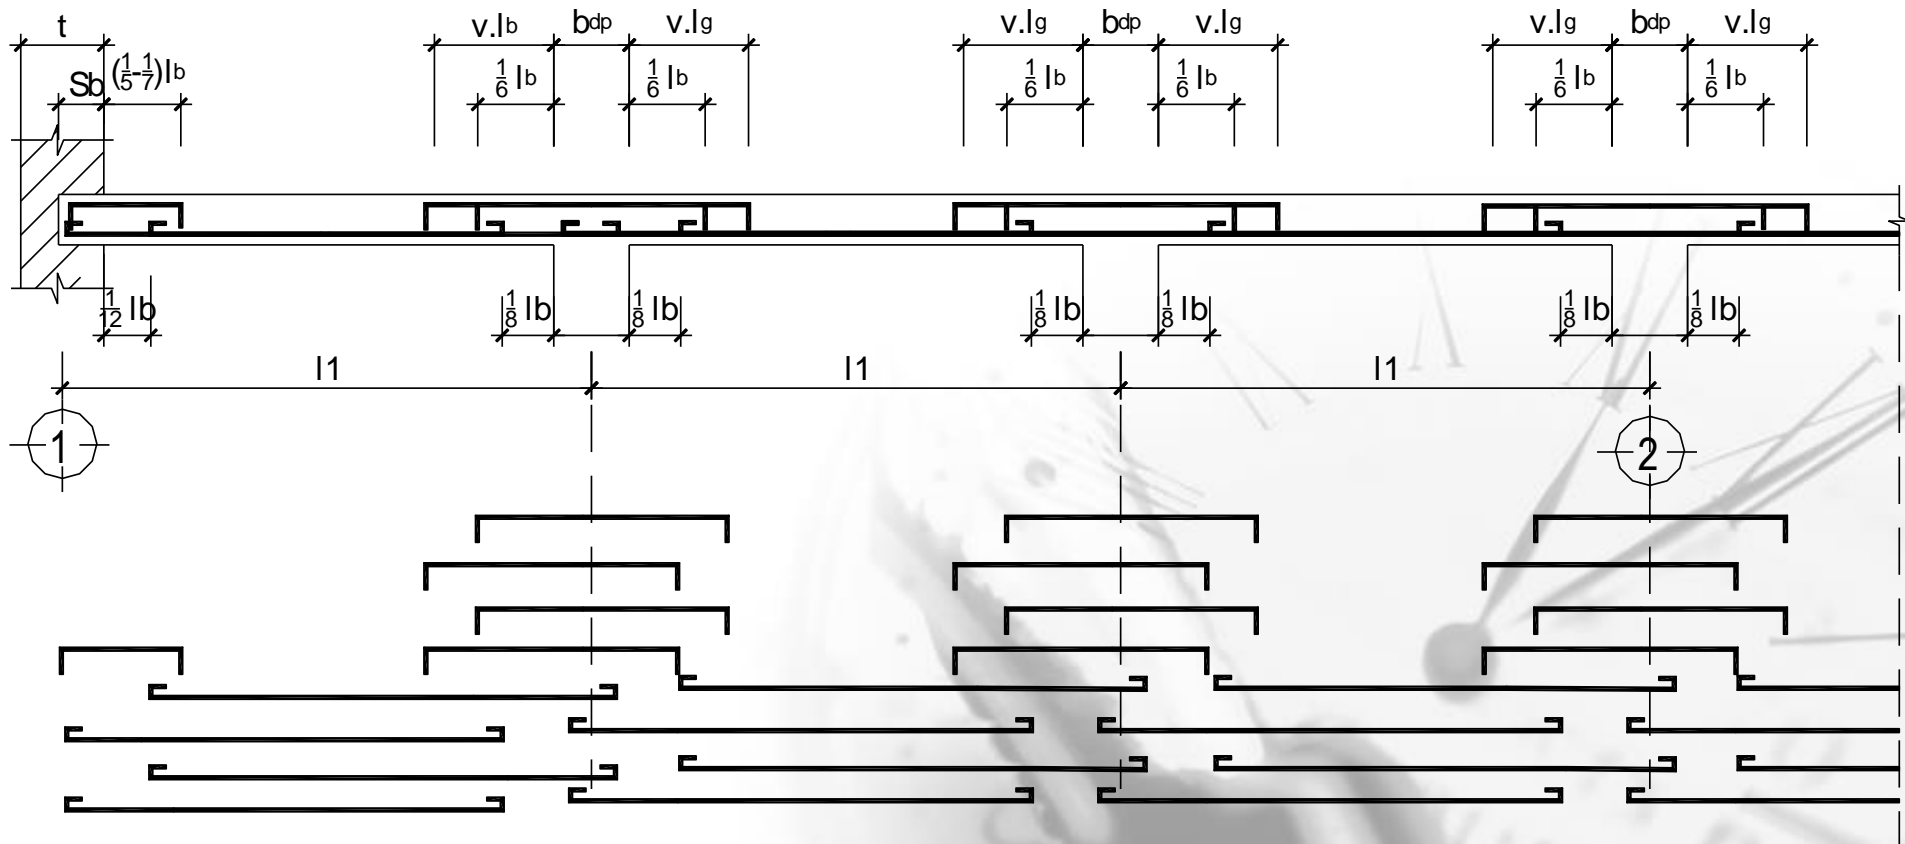 t v.lb bdp v.lg v.lg bdp v.lg v.lg bdp v.lg
Sb (1/5-1/7)lb 1/6 lb 1/6 lb 1/6 lb 1/6 lb 1/6 lb 1/6 lb
1/12 lb 1/8 lb 1/8 lb 1/8 lb 1/8 lb 1/8 lb 1/8 lb
l1 l1 l1
1 2